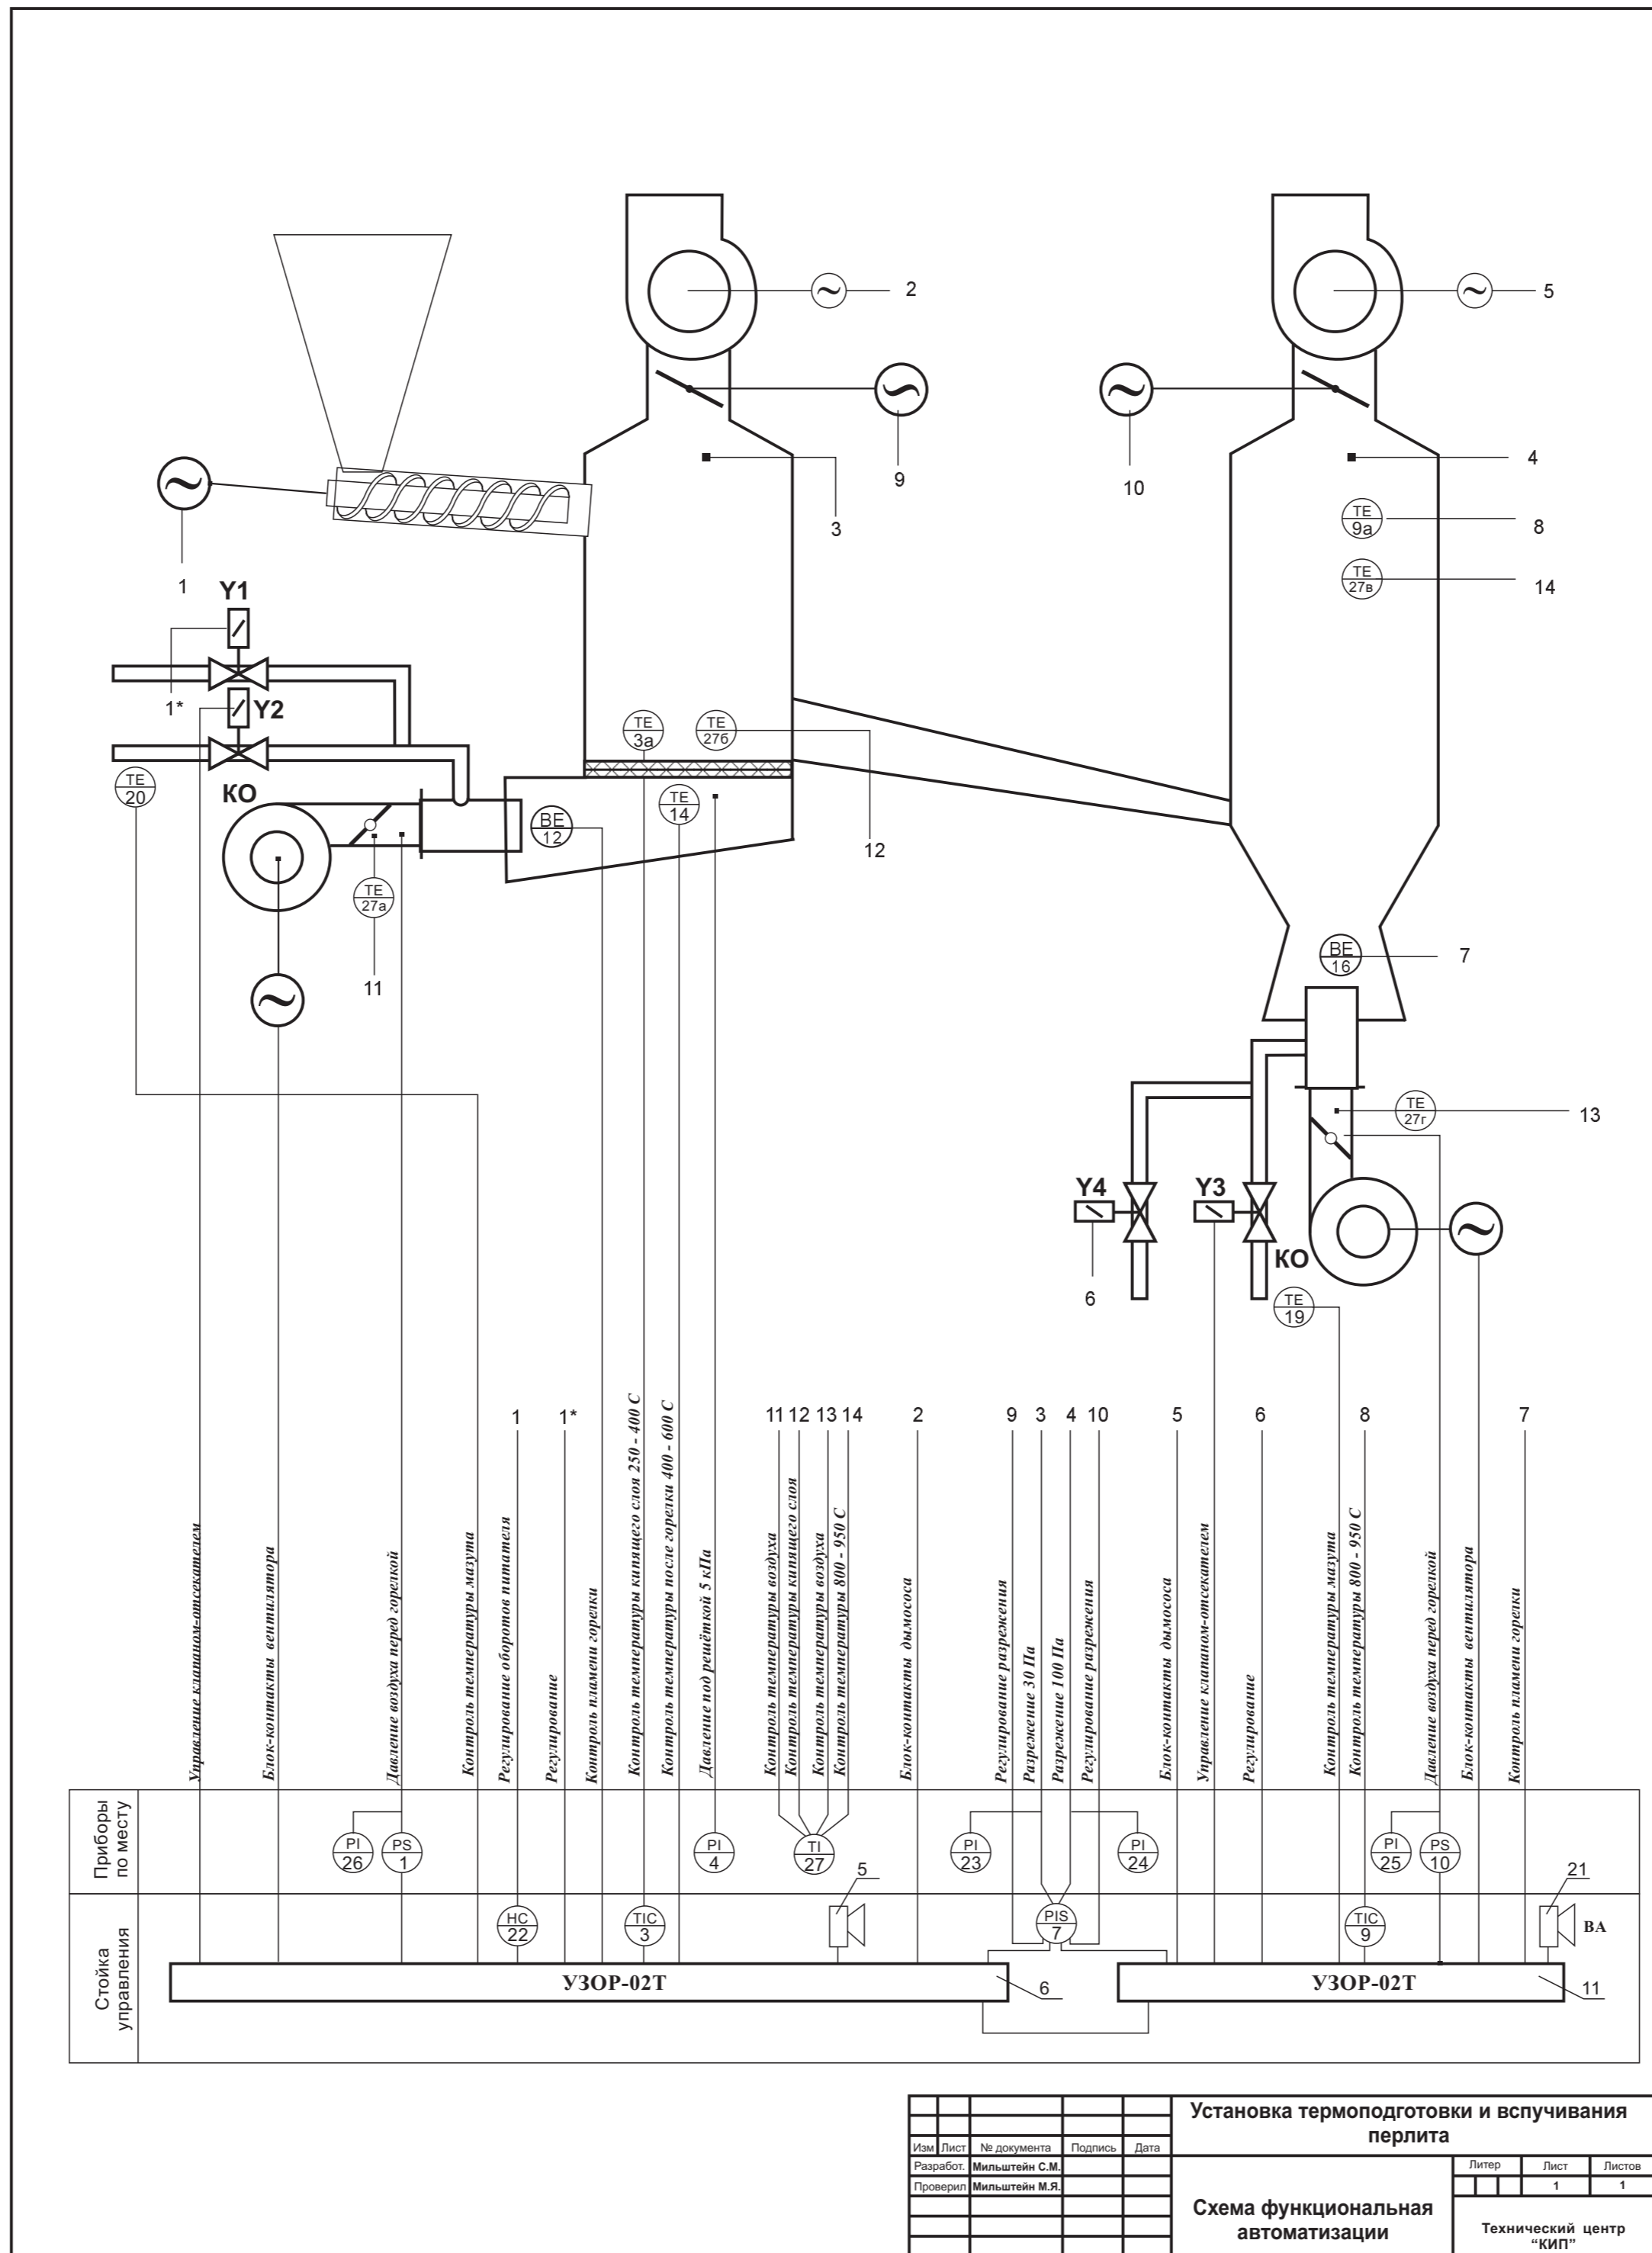 2
5
9
10
3
4
TE
9а
8
TE
27в
14
1
Y1
1*
Y2
TE
3а
TE
27б
TE
20
КО
TE
14
BE
12
12
TE
27а
11
BE
16
7
TE
27г
13
Y4
Y3
КО
6
TE
19
Управление клапаном-отсекателем
Блок-контакты вентилятора
Давление воздуха перед горелкой
Контроль температуры мазута
1
Регулирование оборотов питателя
1*
Регулирование
Контроль пламени горелки
Контроль температуры кипящего слоя 250 - 400 С
Контроль температуры после горелки 400 - 600 С
Давление под решёткой 5 кПа
11
Контроль температуры воздуха
12
Контроль температуры кипящего слоя
13
Контроль температуры воздуха
14
Контроль температуры 800 - 950 С
2
Блок-контакты дымососа
9
Регулирование разрежения
3
Разрежение 30 Па
4
Разрежение 100 Па
10
Регулирование разрежения
5
Блок-контакты дымососа
Управление клапаном-отсекателем
6
Регулирование
Контроль температуры мазута
8
Контроль температуры 800 - 950 С
Давление воздуха перед горелкой
Блок-контакты вентилятора
7
Контроль пламени горелки
Приборы
по месту
PI
26
PS
1
PI
4
TI
27
PI
23
PI
24
PI
25
PS
10
Стойка
управления
HC
22
TIC
3
5
PIS
7
TIC
9
21
ВА
УЗОР-02Т
6
УЗОР-02Т
11
Установка термоподготовки и вспучивания
перлита
Изм Лист № документа Подпись Дата
Разработ. Мильштейн С.М.
Проверил Мильштейн М.Я.
Литер Лист Листов
1 1
Схема функциональная
автоматизации
Технический центр
“КИП”